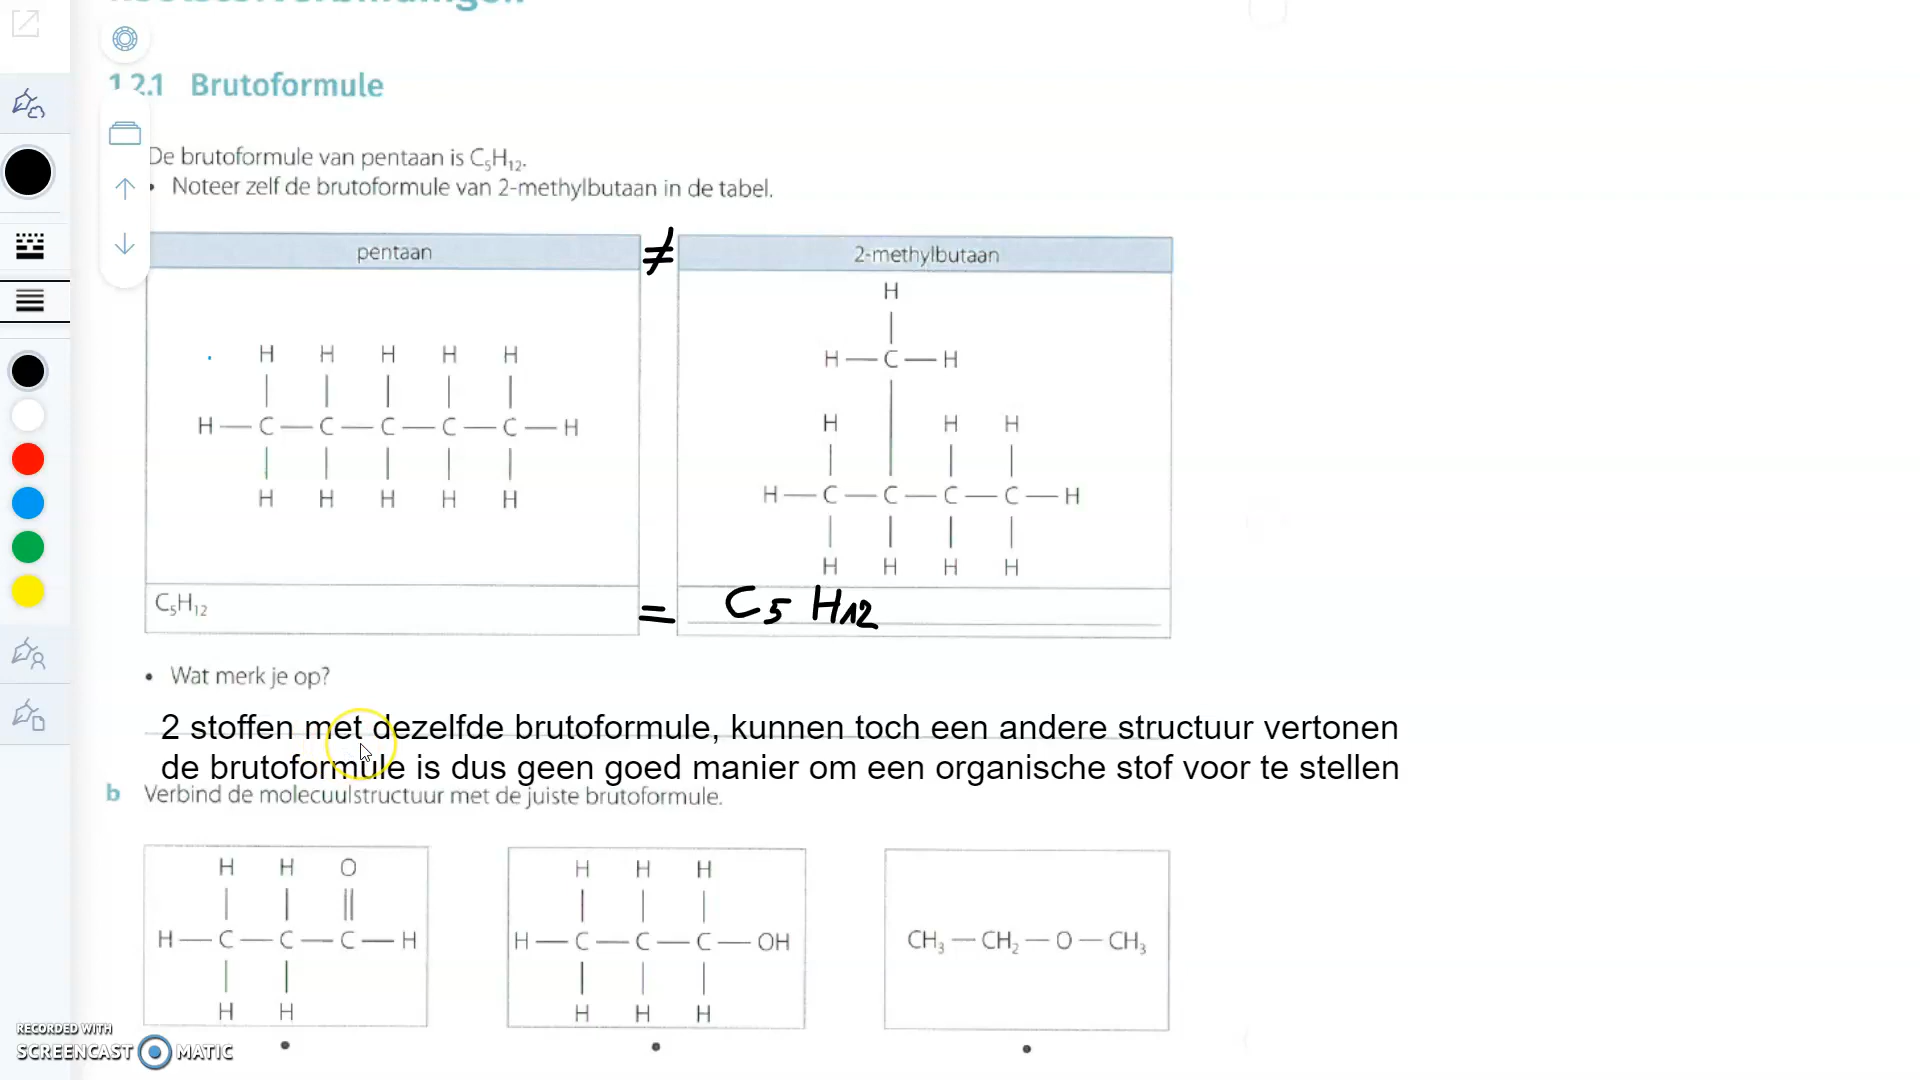 1.2.1 Brutoformule
De brutoformule van pentaan is C₅H₁₂.
• Noteer zelf de brutoformule van 2-methylbutaan in de tabel.
pentaan ≠ 2-methylbutaan
H
H — C — H
H H H H H
H — C — C — C — C — C — H
H H H H H
H H H
H — C — C — C — C — H
H H H H
C₅H₁₂ = C5 H12
• Wat merk je op?
2 stoffen met dezelfde brutoformule, kunnen toch een andere structuur vertonen
de brutoformule is dus geen goed manier om een organische stof voor te stellen
b Verbind de molecuulstructuur met de juiste brutoformule.
H H O
H — C — C — C — H
H H
H H H
H — C — C — C — OH
H H H
CH₃ — CH₂ — O — CH₃
RECORDED WITH
SCREENCAST MATIC